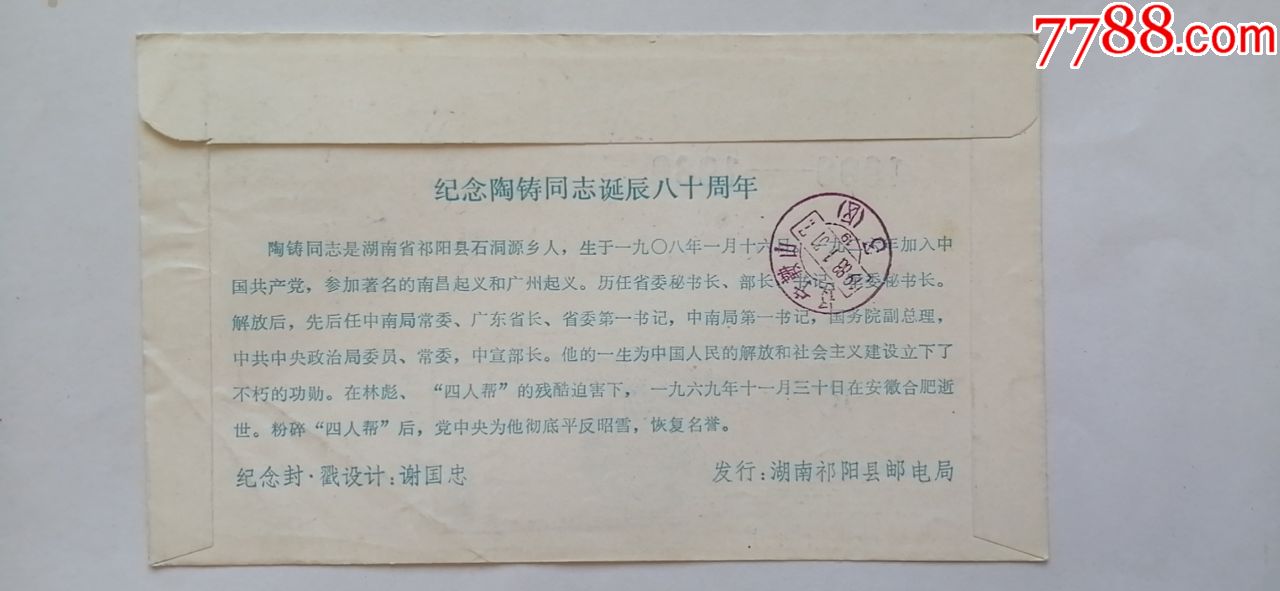 7788.com
纪念陶铸同志诞辰八十周年
陶铸同志是湖南省祁阳县石洞源乡人，生于一九〇八年一月十六日 九 年加入中
国共产党，参加著名的南昌起义和广州起义。历任省委秘书长、部长、书记、 委秘书长。
解放后，先后任中南局常委、广东省长、省委第一书记，中南局第一书记，国务院副总理，
中共中央政治局委员、常委，中宣部长。他的一生为中国人民的解放和社会主义建设立下了
不朽的功勋。在林彪、“四人帮”的残酷迫害下，一九六九年十一月三十日在安徽合肥逝
世。粉碎“四人帮”后，党中央为他彻底平反昭雪，恢复名誉。
纪念封·戳设计：谢国忠
发行：湖南祁阳县邮电局